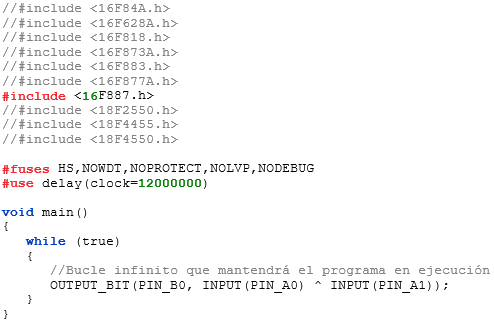 //#include <16F84A.h>
//#include <16F628A.h>
//#include <16F818.h>
//#include <16F873A.h>
//#include <16F883.h>
//#include <16F877A.h>
#include <16F887.h>
//#include <18F2550.h>
//#include <18F4455.h>
//#include <18F4550.h>
#fuses HS,NOWDT,NOPROTECT,NOLVP,NODEBUG
#use delay(clock=12000000)
void main()
{
while (true)
{
//Bucle infinito que mantendrá el programa en ejecución
OUTPUT_BIT(PIN_B0, INPUT(PIN_A0) ^ INPUT(PIN_A1));
}
}